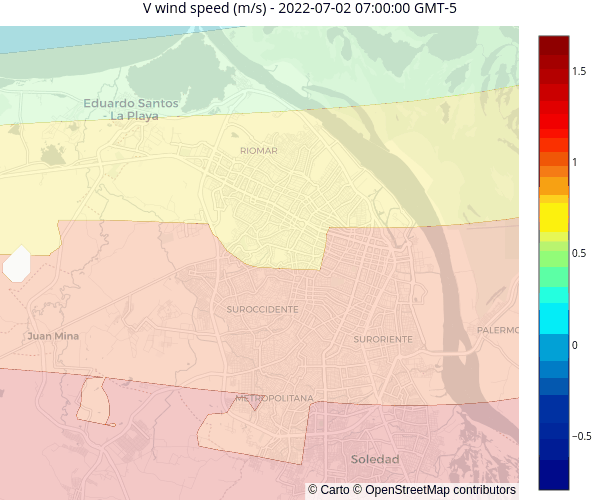 V wind speed (m/s) - 2022-07-02 07:00:00 GMT-5
Eduardo Santos
- La Playa
RIOMAR
SUROCCIDENTE
Juan Mina
SURORIENTE
PALERMO
METROPOLITANA
Soledad
© Carto © OpenStreetMap contributors
1.5
1
0.5
0
−0.5